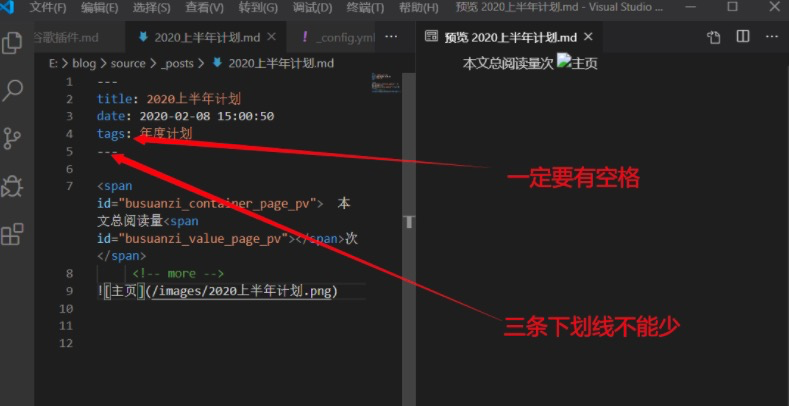 文件(F) 编辑(E) 选择(S) 查看(V) 转到(G) 调试(D) 终端(T) 帮助(H) 预览 2020上半年计划.md - Visual Studio ...
谷歌插件.md 2020上半年计划.md × ! _config.yml ··· 预览 2020上半年计划.md ×
E: > blog > source > _posts > 2020上半年计划.md
1 ---
2 title: 2020上半年计划
3 date: 2020-02-08 15:00:50
4 tags: 年度计划
5 ---
6
7 <span
id="busuanzi_container_page_pv"> 本
文总阅读量<span
id="busuanzi_value_page_pv"></span>次
</span>
8 <!-- more -->
9 ![主页](/images/2020上半年计划.png)
10
11
12
本文总阅读量次 主页
一定要有空格
三条下划线不能少